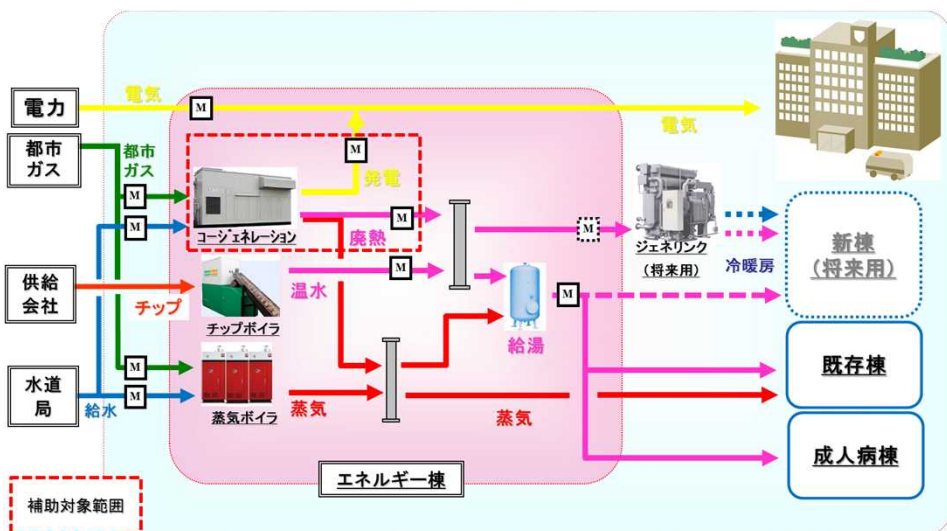 電力
電気
M
電気
都市
ガス
都市
ガス
M
M
発電
M
コージェネレーション
M
廃熱
M
ジェネリンク
(将来用)
冷暖房
新棟
(将来用)
供給
会社
チップ
チップボイラ
温水
M
給湯
M
水道
局
給水
M
M
蒸気ボイラ
蒸気
蒸気
既存棟
成人病棟
エネルギー棟
補助対象範囲